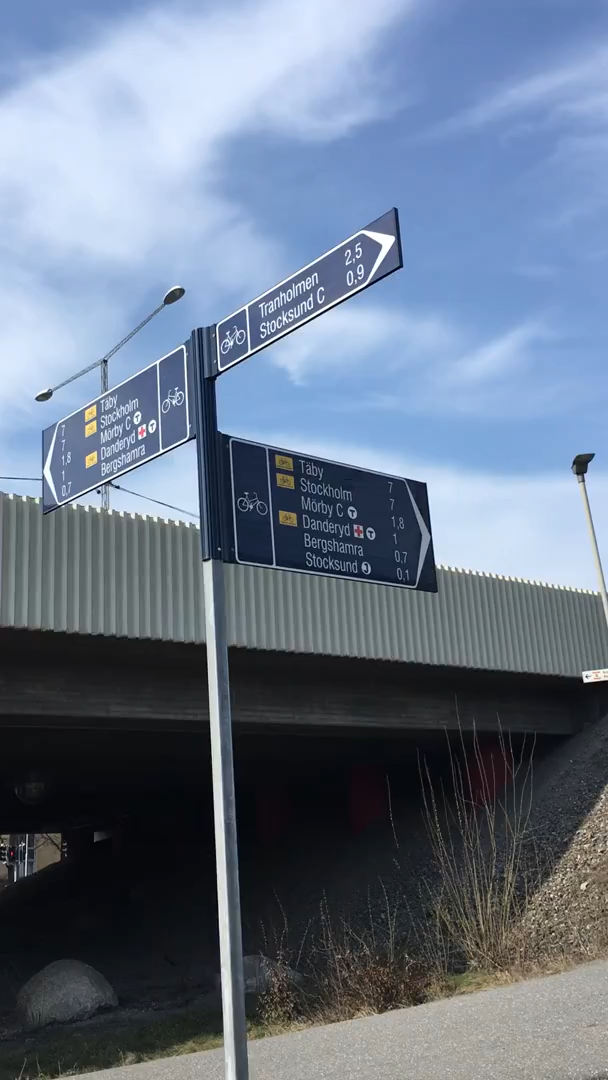 Tranholmen 2,5
Stocksund C 0,9
7 Täby
7 Stockholm
1,8 Mörby C T
1 Danderyd T
0,7 Bergshamra
Täby 7
Stockholm 7
Mörby C T 1,8
Danderyd T 1
Bergshamra 0,7
Stocksund J 0,1